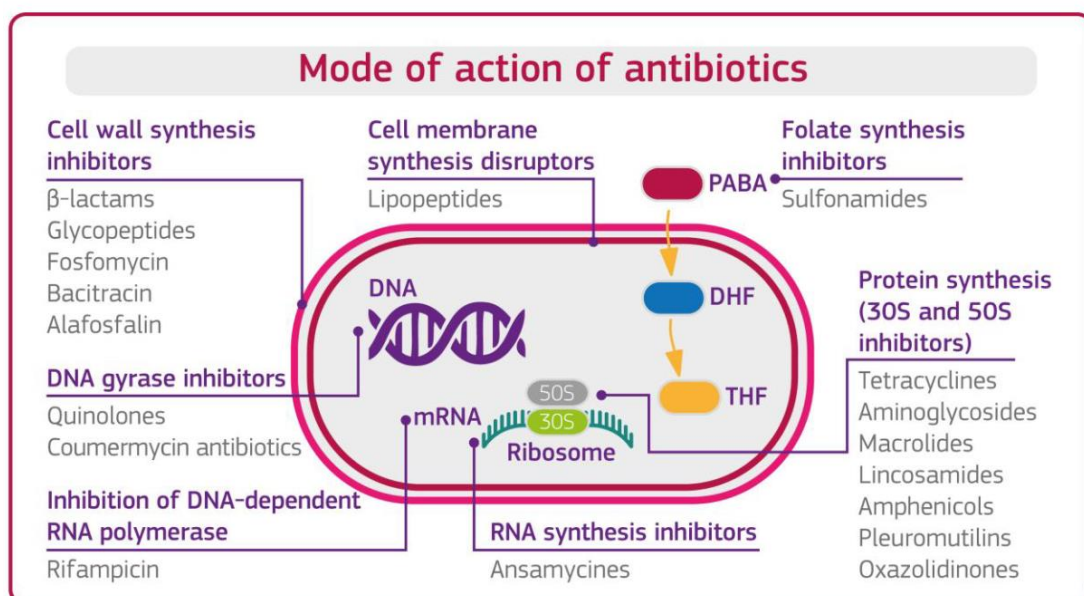 Mode of action of antibiotics
Cell wall synthesis
inhibitors
β-lactams
Glycopeptides
Fosfomycin
Bacitracin
Alafosfalin
Cell membrane
synthesis disruptors
Lipopeptides
Folate synthesis
inhibitors
Sulfonamides
PABA
DHF
THF
DNA
DNA gyrase inhibitors
Quinolones
Coumermycin antibiotics
mRNA
50S
30S
Ribosome
Protein synthesis
(30S and 50S
inhibitors)
Tetracyclines
Aminoglycosides
Macrolides
Lincosamides
Amphenicols
Pleuromutilins
Oxazolidinones
Inhibition of DNA-dependent
RNA polymerase
Rifampicin
RNA synthesis inhibitors
Ansamycines